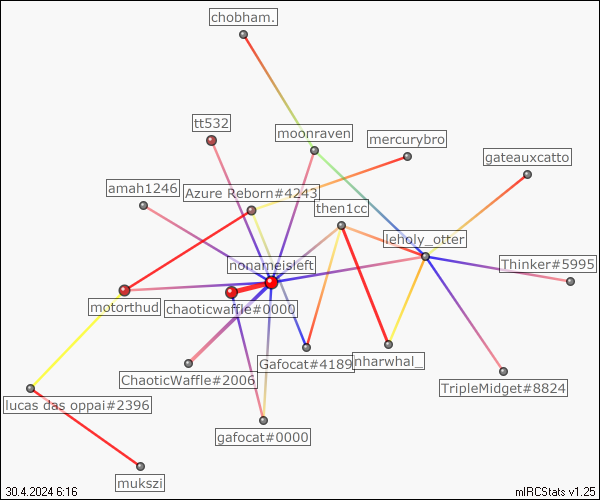 chobham.
tt532
moonraven
mercurybro
gateauxcatto
amah1246
Azure Reborn#4243
then1cc
leholy_otter
nonameisleft
Thinker#5995
motorthud
chaoticwaffle#0000
Gafocat#4189
nharwhal_
ChaoticWaffle#2006
TripleMidget#8824
lucas das oppai#2396
gafocat#0000
mukszi
30.4.2024 6:16
mIRCStats v1.25